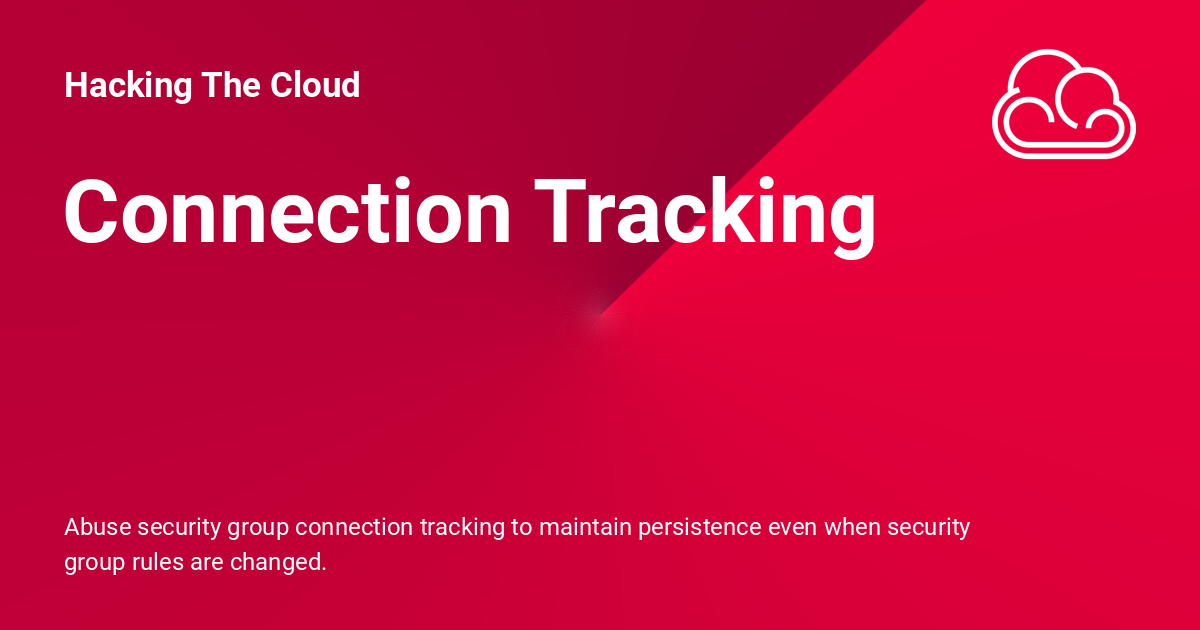 Hacking The Cloud
Connection Tracking
Abuse security group connection tracking to maintain persistence even when security
group rules are changed.